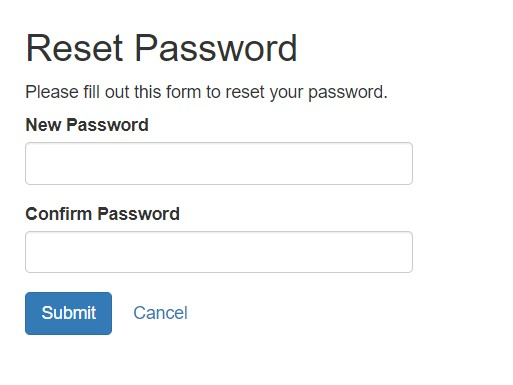 Reset Password
Please fill out this form to reset your password.
New Password
Confirm Password
Submit Cancel